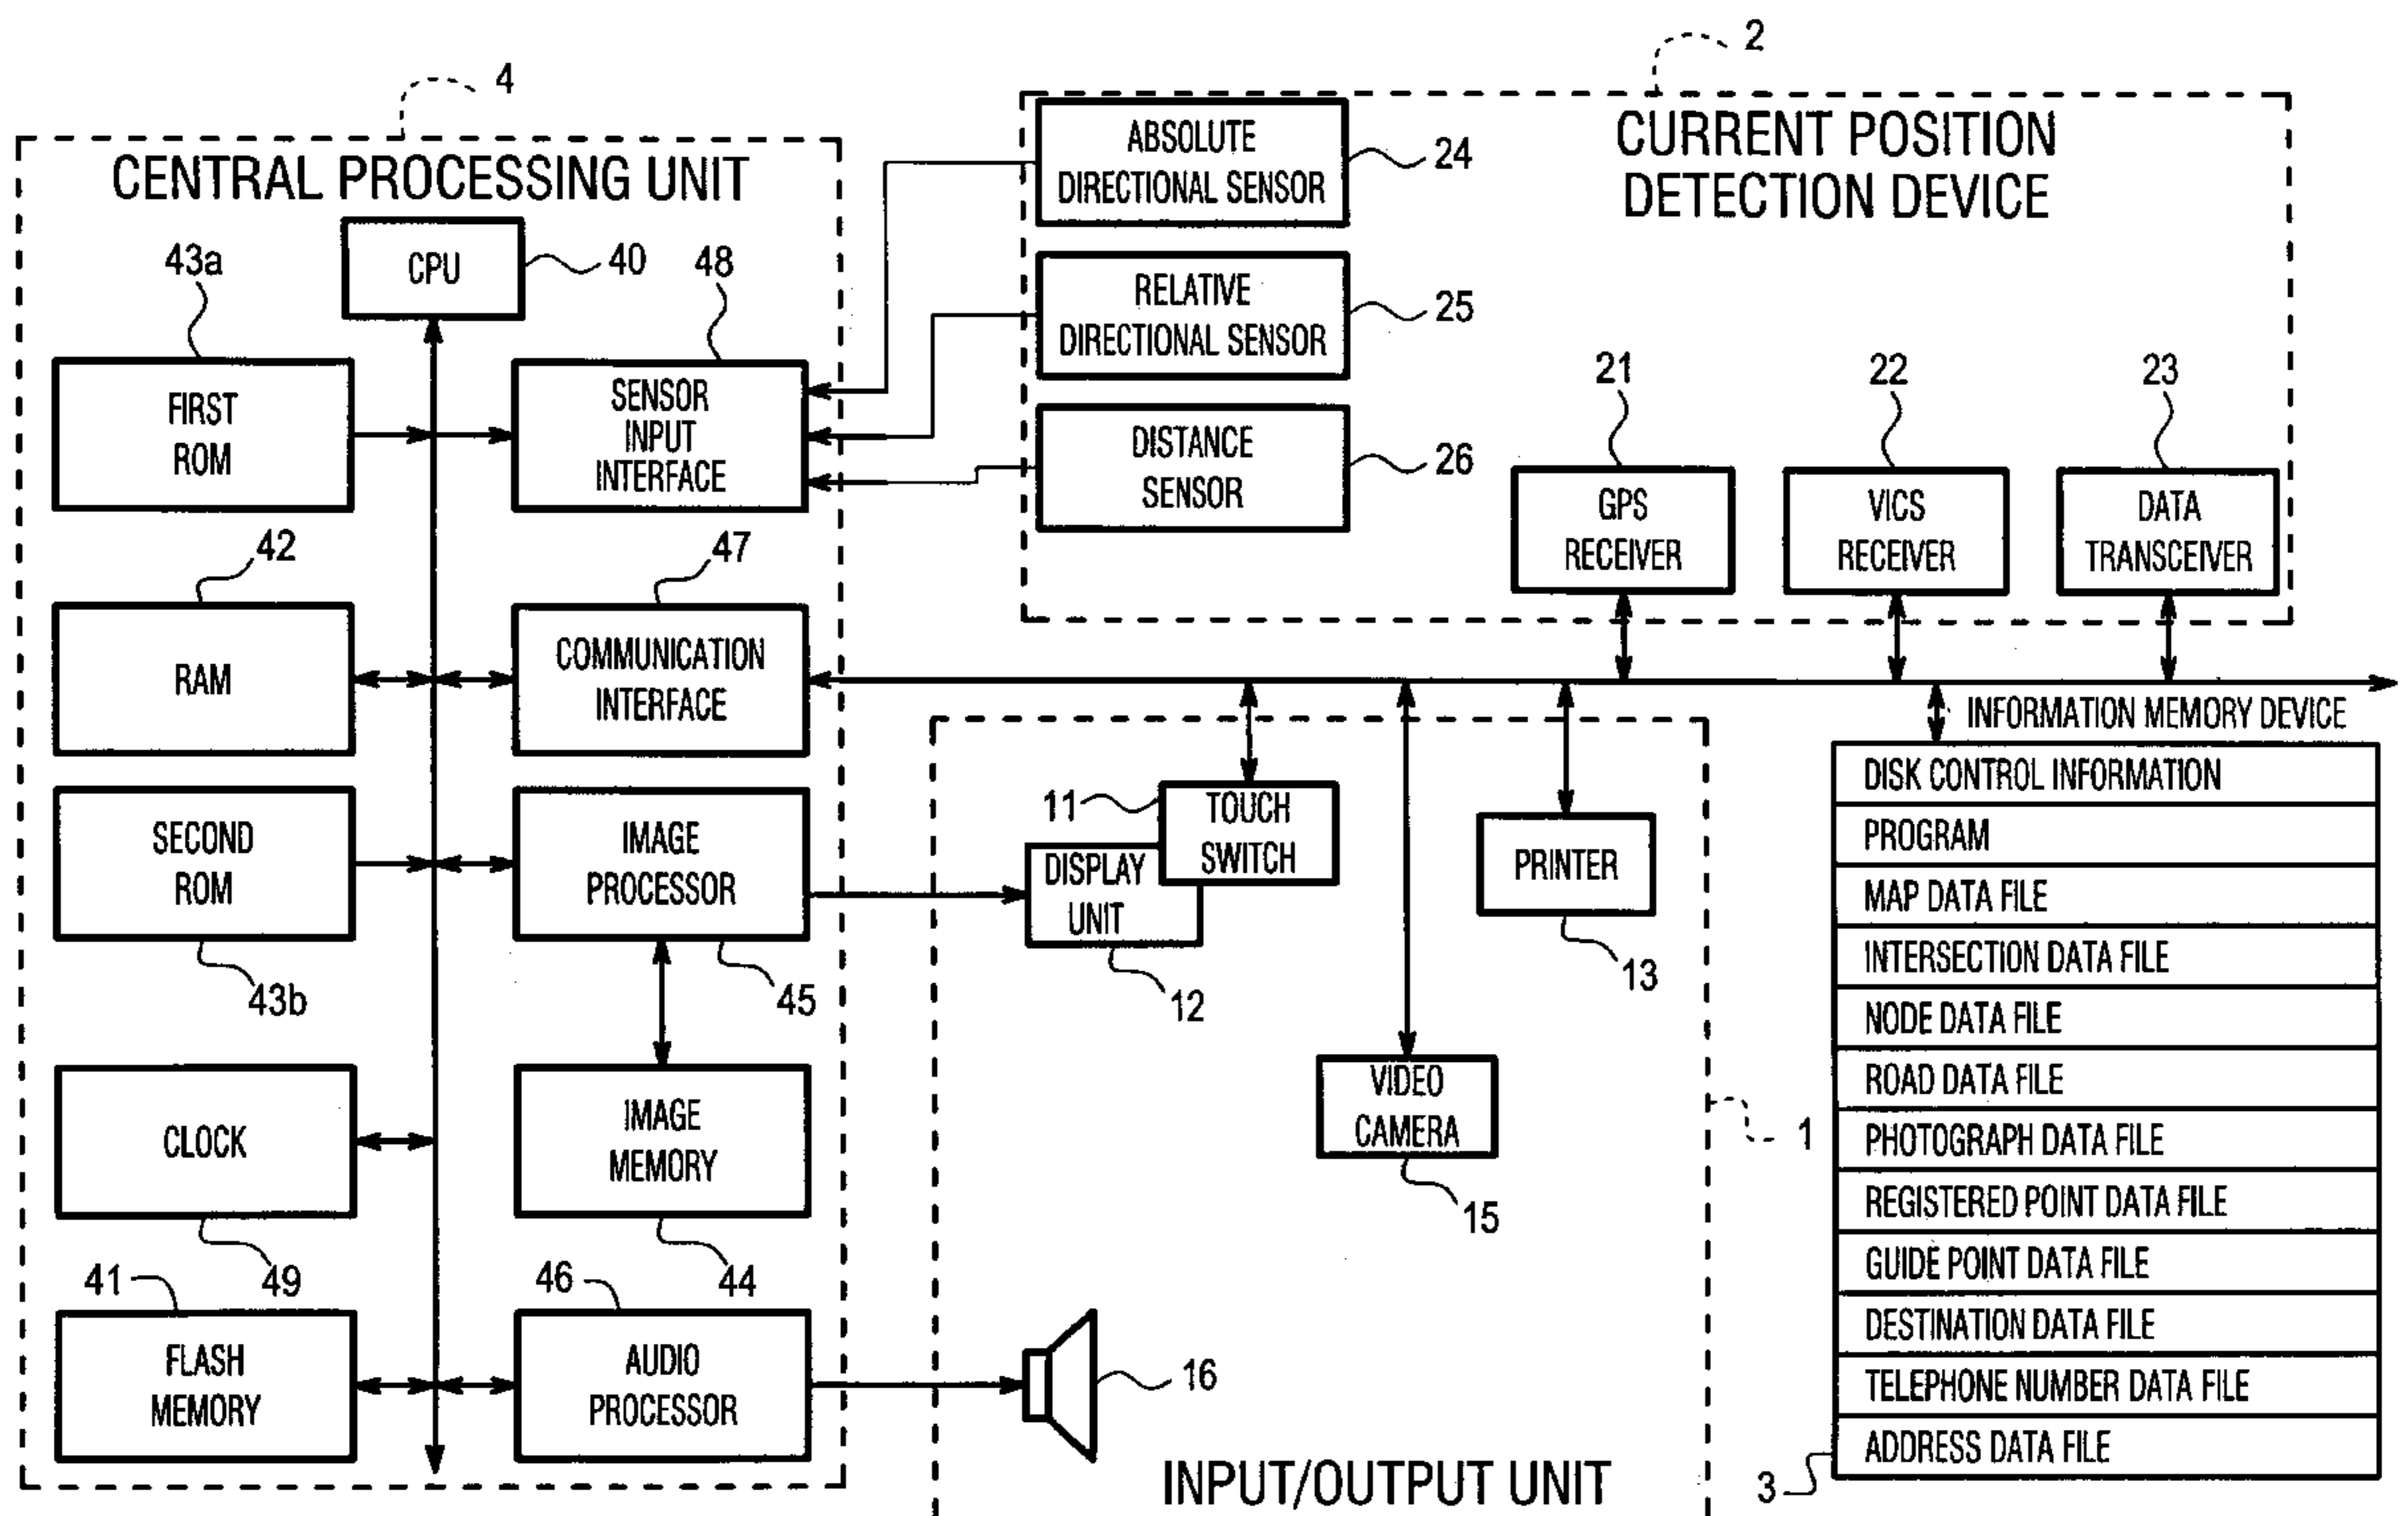 4
CENTRAL PROCESSING UNIT
CPU
40
43a
FIRST
ROM
48
SENSOR
INPUT
INTERFACE
42
RAM
47
COMMUNICATION
INTERFACE
SECOND
ROM
43b
IMAGE
PROCESSOR
45
CLOCK
49
IMAGE
MEMORY
44
41
FLASH
MEMORY
46
AUDIO
PROCESSOR
2
CURRENT POSITION
DETECTION DEVICE
ABSOLUTE
DIRECTIONAL SENSOR
24
RELATIVE
DIRECTIONAL SENSOR
25
DISTANCE
SENSOR
26
21
GPS
RECEIVER
22
VICS
RECEIVER
23
DATA
TRANSCEIVER
11
TOUCH
SWITCH
DISPLAY
UNIT
12
PRINTER
13
VIDEO
CAMERA
15
1
16
INPUT/OUTPUT UNIT
INFORMATION MEMORY DEVICE
DISK CONTROL INFORMATION
PROGRAM
MAP DATA FILE
INTERSECTION DATA FILE
NODE DATA FILE
ROAD DATA FILE
PHOTOGRAPH DATA FILE
REGISTERED POINT DATA FILE
GUIDE POINT DATA FILE
DESTINATION DATA FILE
TELEPHONE NUMBER DATA FILE
ADDRESS DATA FILE
3